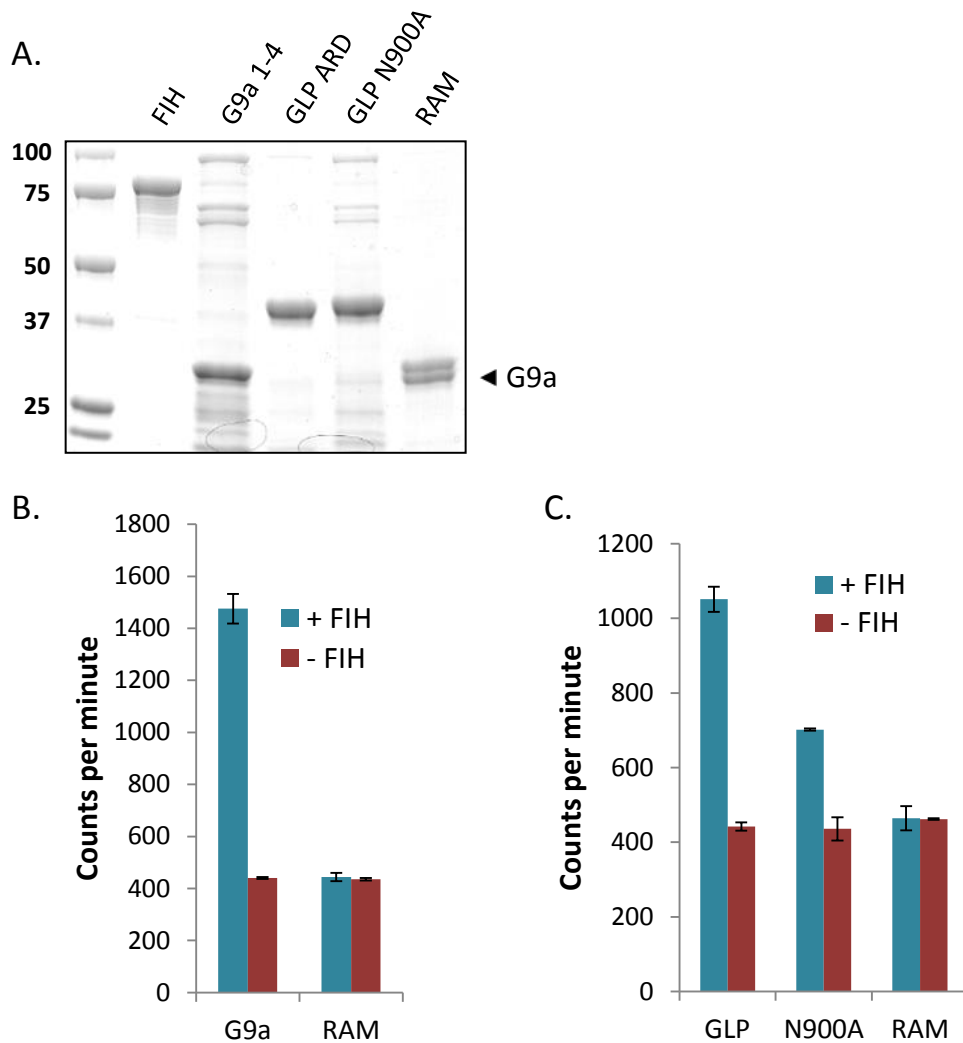 A.
FIH
G9a 1-4
GLP ARD
GLP N900A
RAM
100
75
50
37
25
◄ G9a
B.
Counts per minute
1800
1600
1400
1200
1000
800
600
400
200
0
+ FIH
- FIH
G9a RAM
C.
Counts per minute
1200
1000
800
600
400
200
0
+ FIH
- FIH
GLP N900A RAM